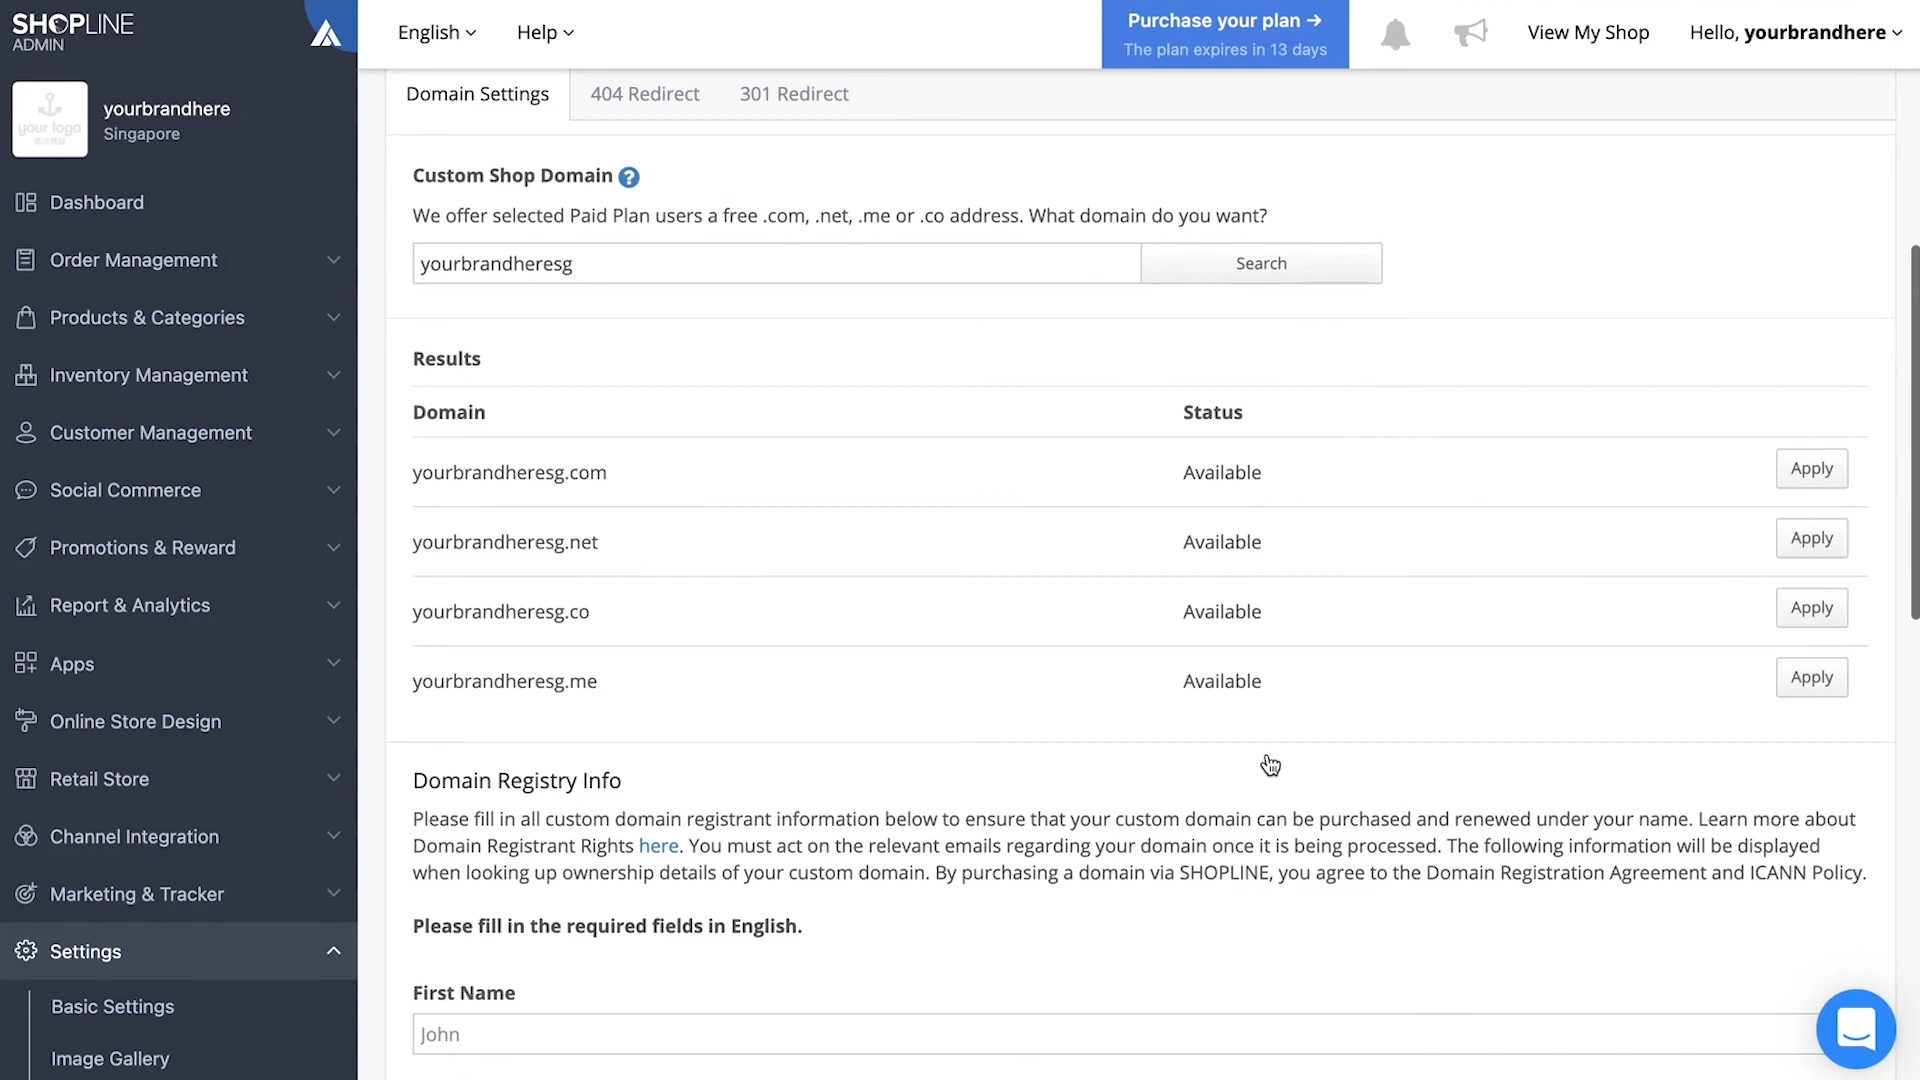 SHOPLINE
ADMIN
English
Help
Purchase your plan →
The plan expires in 13 days
View My Shop
Hello, yourbrandhere
your logo
yourbrandhere
Singapore
Dashboard
Order Management
Products & Categories
Inventory Management
Customer Management
Social Commerce
Promotions & Reward
Report & Analytics
Apps
Online Store Design
Retail Store
Channel Integration
Marketing & Tracker
Settings
Basic Settings
Image Gallery
Domain Settings
404 Redirect
301 Redirect
Custom Shop Domain ?
We offer selected Paid Plan users a free .com, .net, .me or .co address. What domain do you want?
yourbrandheresg
Search
Results
Domain Status
yourbrandheresg.com Available Apply
yourbrandheresg.net Available Apply
yourbrandheresg.co Available Apply
yourbrandheresg.me Available Apply
Domain Registry Info
Please fill in all custom domain registrant information below to ensure that your custom domain can be purchased and renewed under your name. Learn more about
Domain Registrant Rights here. You must act on the relevant emails regarding your domain once it is being processed. The following information will be displayed
when looking up ownership details of your custom domain. By purchasing a domain via SHOPLINE, you agree to the Domain Registration Agreement and ICANN Policy.
Please fill in the required fields in English.
First Name
John